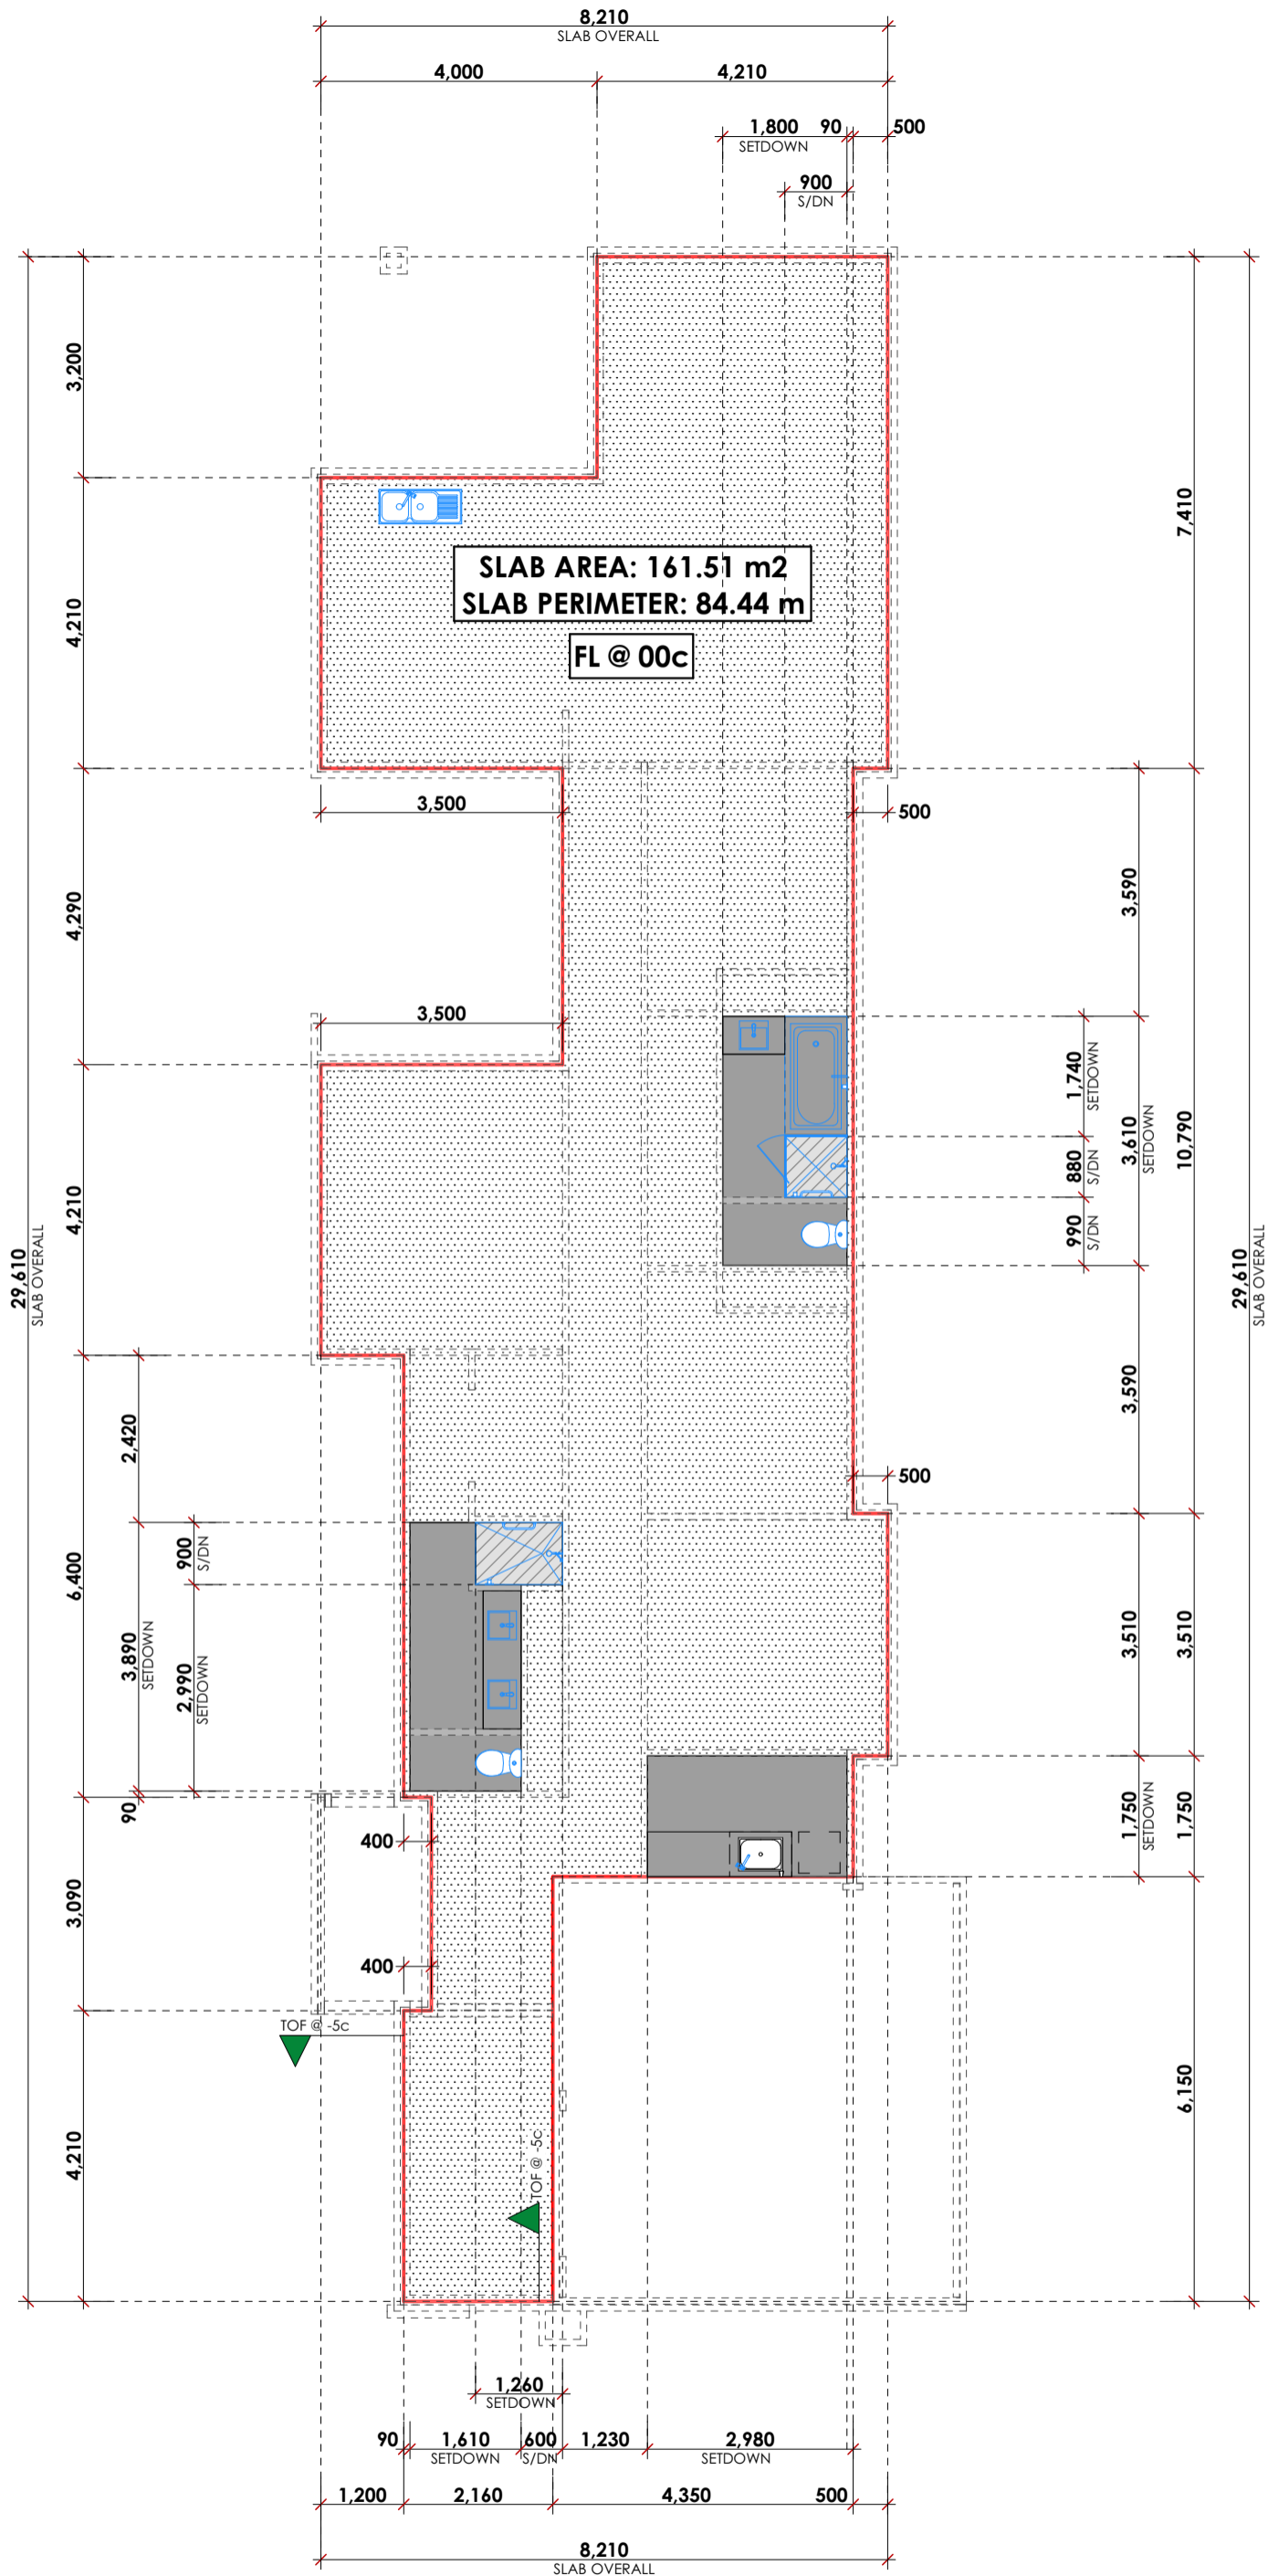 8,210
SLAB OVERALL
4,000
4,210
1,800
SETDOWN
90
500
900
S/DN
3,200
7,410
SLAB AREA: 161.51 m2
SLAB PERIMETER: 84.44 m
FL @ 00c
4,210
3,500
500
4,290
3,590
3,500
1,740
SETDOWN
3,610
SETDOWN
10,790
880
S/DN
990
S/DN
4,210
29,610
SLAB OVERALL
29,610
SLAB OVERALL
3,590
2,420
500
900
S/DN
6,400
3,890
SETDOWN
2,990
SETDOWN
3,510
3,510
90
1,750
SETDOWN
1,750
400
3,090
400
TOF @ -5c
6,150
4,210
TOF @ -5c
1,260
SETDOWN
90
1,610
SETDOWN
600
S/DN
1,230
2,980
SETDOWN
1,200
2,160
4,350
500
8,210
SLAB OVERALL